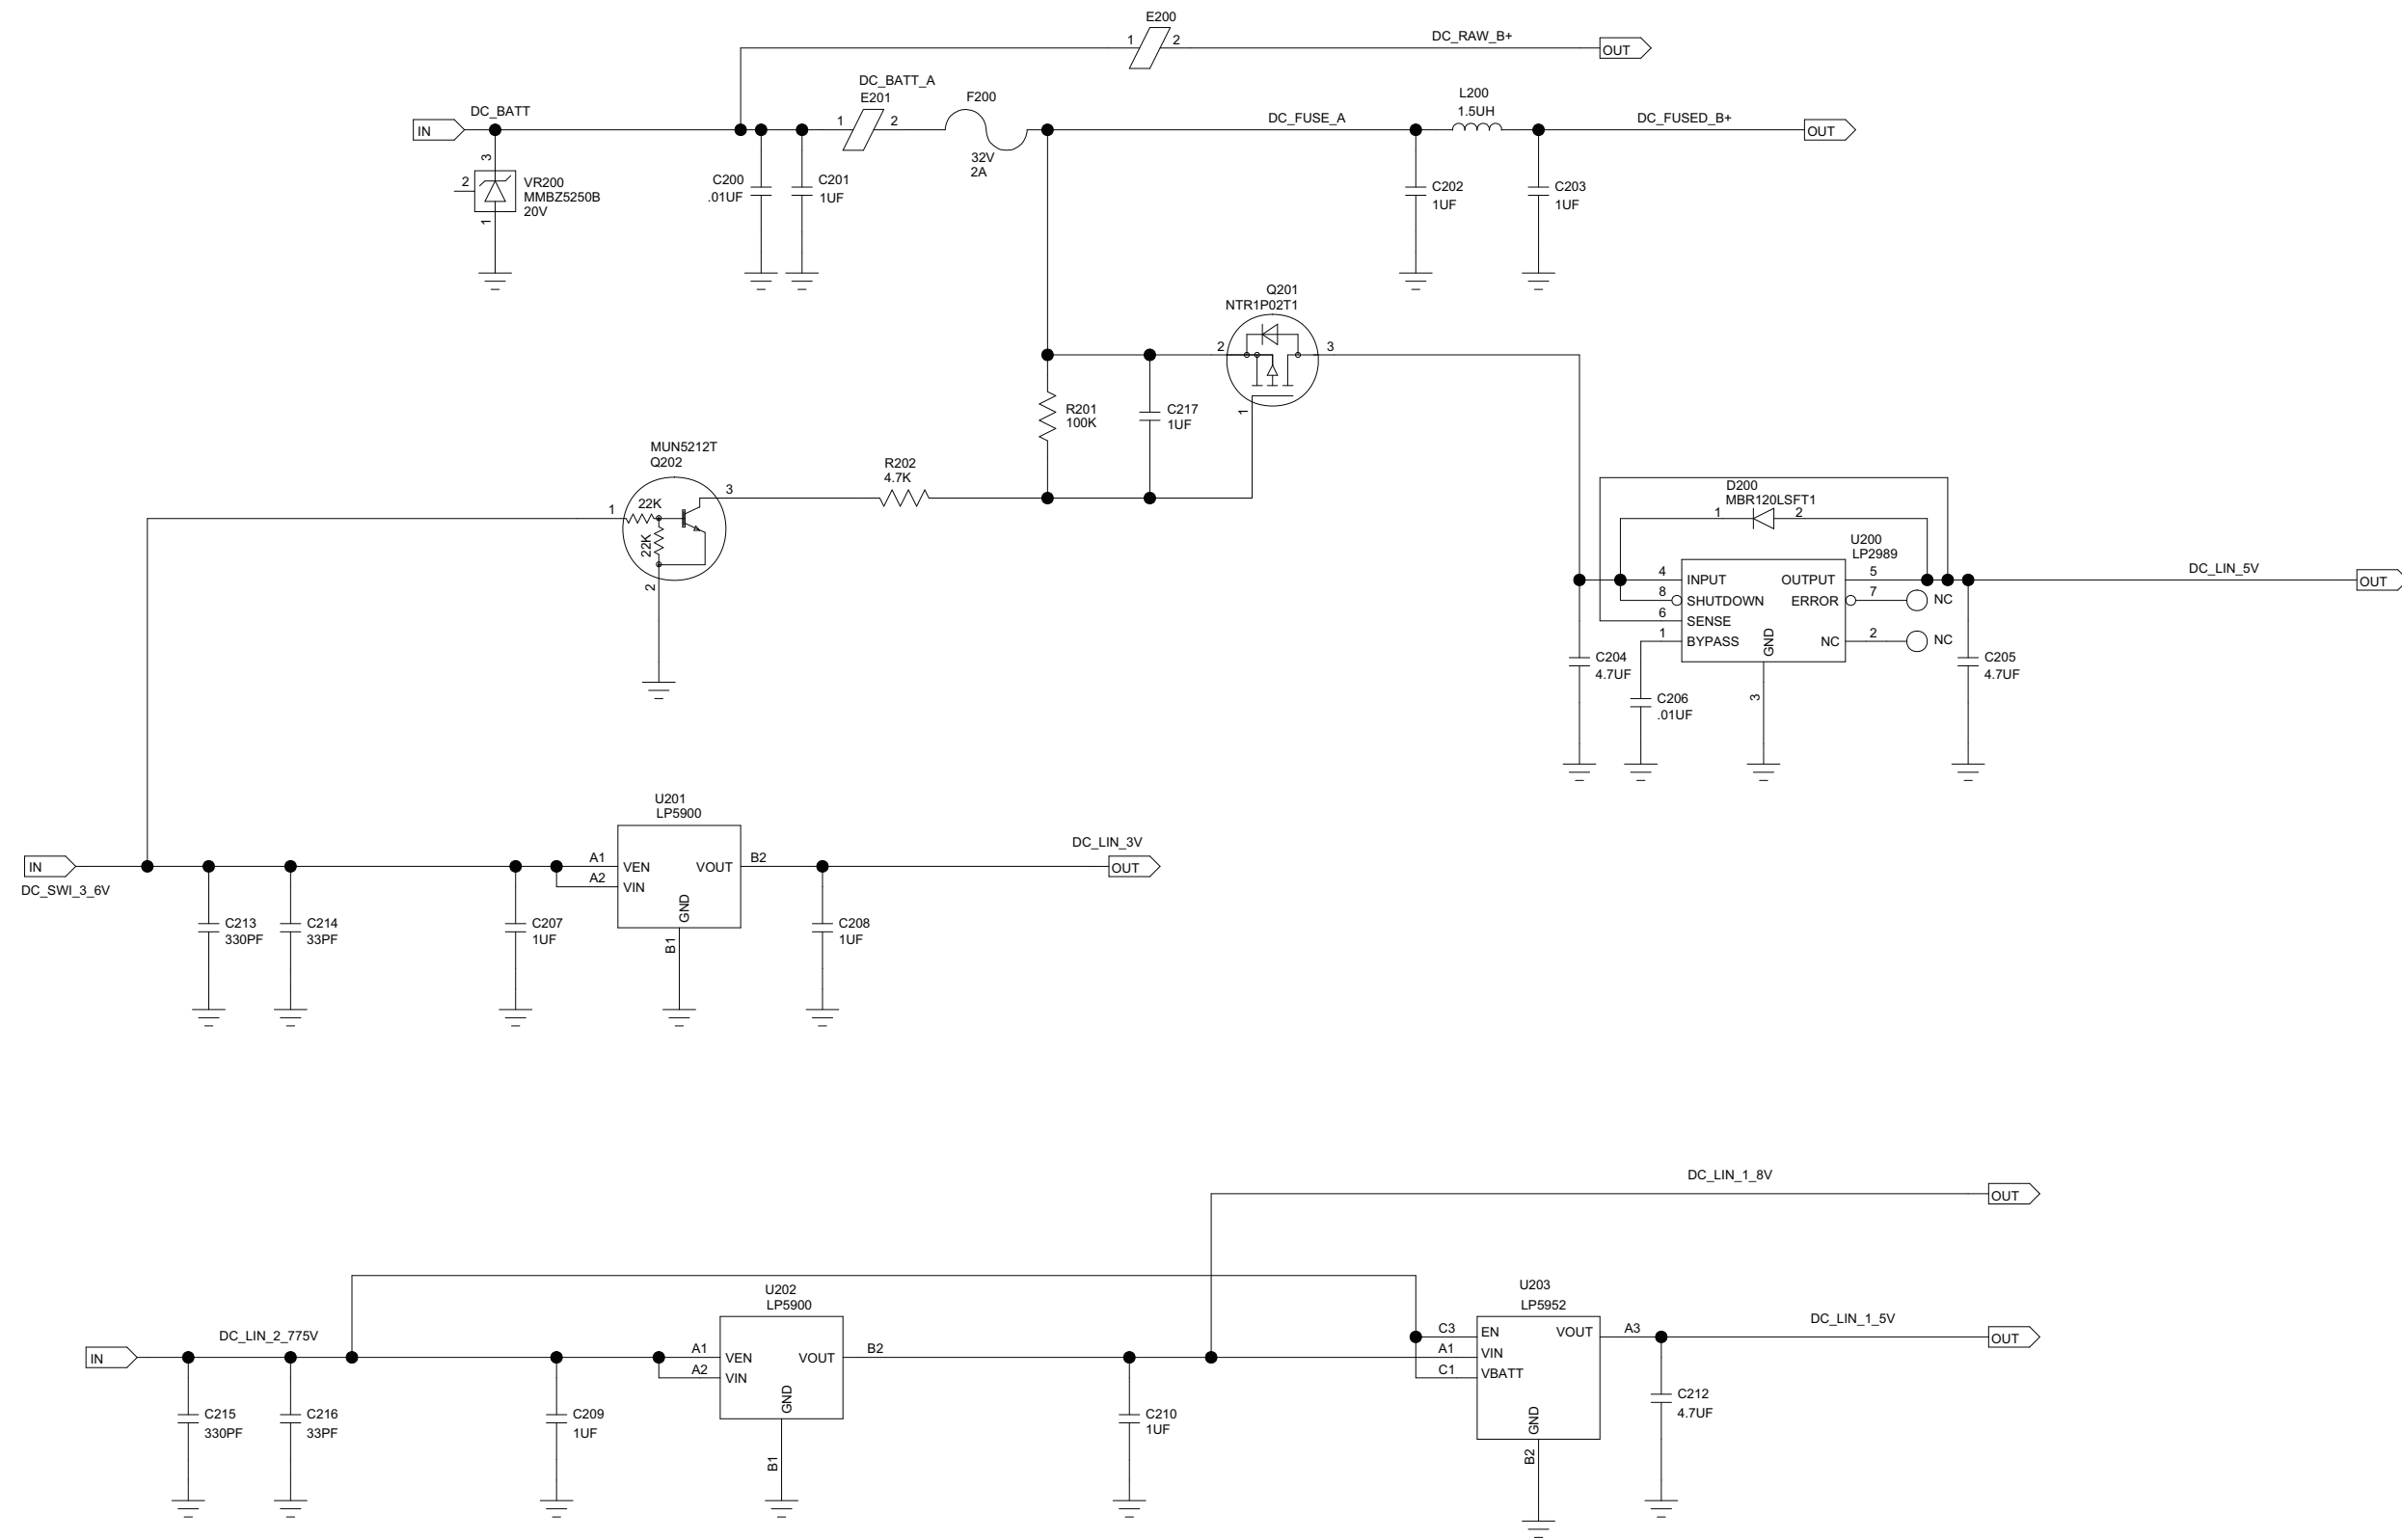 E200
1
2
DC_RAW_B+
OUT
DC_BATT_A
E201
F200
L200
1.5UH
DC_BATT
IN
1
2
DC_FUSE_A
DC_FUSED_B+
OUT
32V
2A
3
2
VR200
MMBZ5250B
20V
1
C200
.01UF
C201
1UF
C202
1UF
C203
1UF
Q201
NTR1P02T1
2
3
1
R201
100K
C217
1UF
MUN5212T
Q202
R202
4.7K
3
1
22K
22K
2
D200
MBR120LSFT1
1
2
U200
LP2989
4
INPUT
OUTPUT
5
DC_LIN_5V
OUT
8
SHUTDOWN
ERROR
7
NC
6
SENSE
1
BYPASS
GND
NC
2
NC
3
C204
4.7UF
C205
4.7UF
C206
.01UF
U201
LP5900
IN
DC_SWI_3_6V
A1
VEN
VOUT
B2
A2
VIN
GND
B1
DC_LIN_3V
OUT
C213
330PF
C214
33PF
C207
1UF
C208
1UF
DC_LIN_1_8V
OUT
U202
LP5900
U203
LP5952
IN
DC_LIN_2_775V
A1
VEN
VOUT
B2
A2
VIN
GND
B1
C3
EN
VOUT
A3
A1
VIN
C1
VBATT
GND
B2
DC_LIN_1_5V
OUT
C215
330PF
C216
33PF
C209
1UF
C210
1UF
C212
4.7UF